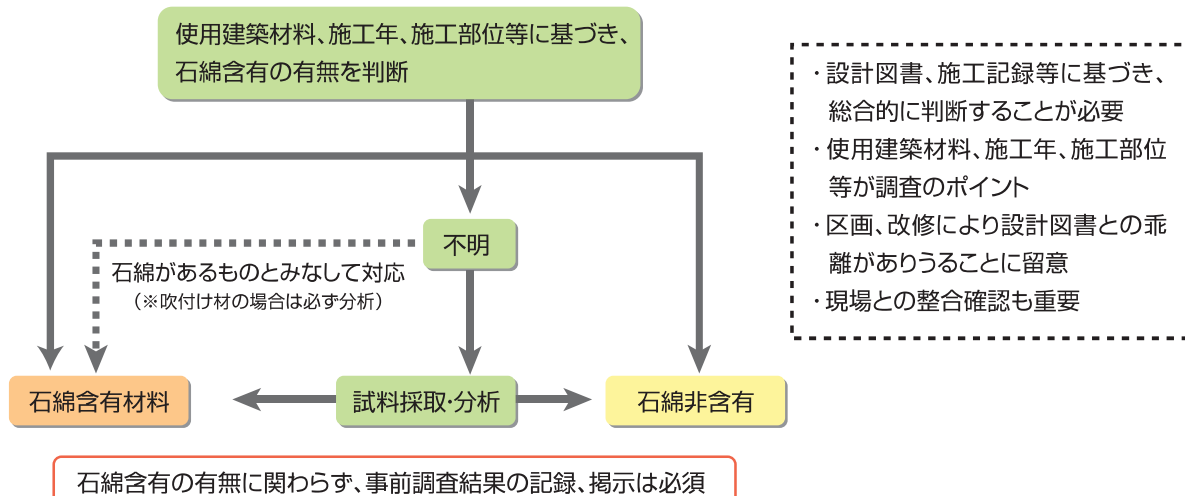 使用建築材料、施工年、施工部位等に基づき、
石綿含有の有無を判断
・設計図書、施工記録等に基づき、
総合的に判断することが必要
・使用建築材料、施工年、施工部位
等が調査のポイント
・区画、改修により設計図書との乖
離がありうることに留意
・現場との整合確認も重要
不明
石綿があるものとみなして対応
（※吹付け材の場合は必ず分析）
石綿含有材料
試料採取・分析
石綿非含有
石綿含有の有無に関わらず、事前調査結果の記録、掲示は必須